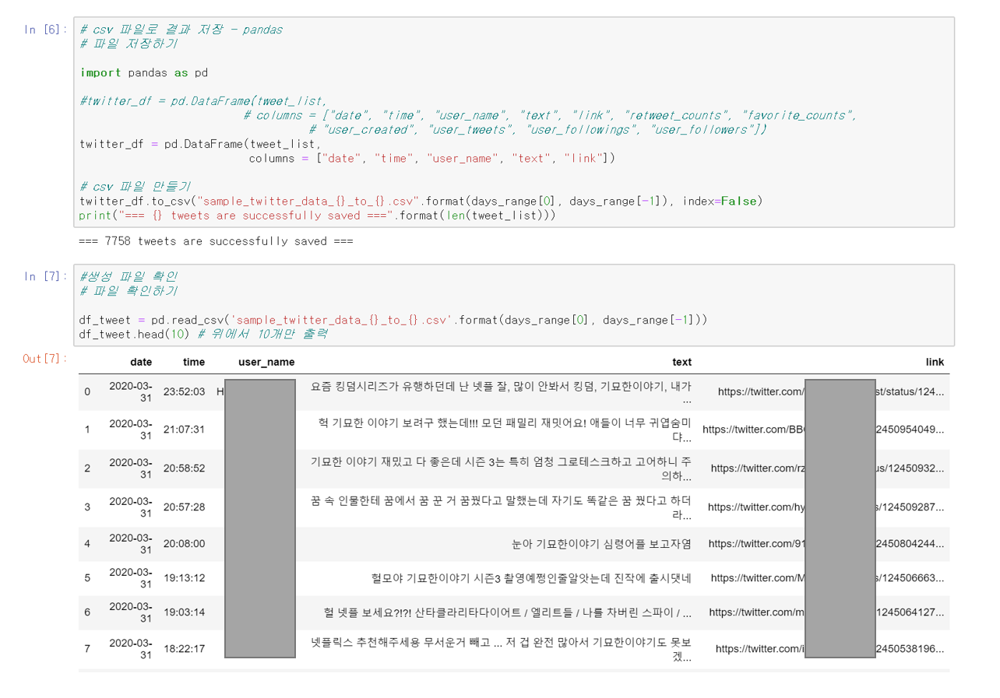 In [6]:
# csv 파일로 결과 저장 - pandas
# 파일 저장하기
import pandas as pd
#twitter_df = pd.DataFrame(tweet_list,
# columns = ["date", "time", "user_name", "text", "link", "retweet_counts", "favorite_counts",
# "user_created", "user_tweets", "user_followings", "user_followers"])
twitter_df = pd.DataFrame(tweet_list,
columns = ["date", "time", "user_name", "text", "link"])
# csv 파일 만들기
twitter_df.to_csv("sample_twitter_data_{}_to_{}.csv".format(days_range[0], days_range[-1]), index=False)
print("=== {} tweets are successfully saved ===".format(len(tweet_list)))
=== 7758 tweets are successfully saved ===
In [7]:
#생성 파일 확인
# 파일 확인하기
df_tweet = pd.read_csv('sample_twitter_data_{}_to_{}.csv'.format(days_range[0], days_range[-1]))
df_tweet.head(10) # 위에서 10개만 출력
Out[7]:
date time user_name text link
0 2020-03-31 23:52:03 H 요즘 킹덤시리즈가 유행하던데 난 넷플 잘, 많이 안봐서 킹덤, 기묘한이야기, 내가 ... https://twitter.com/ st/status/124...
1 2020-03-31 21:07:31 헉 기묘한 이야기 보려구 했는데!!! 모던 패밀리 재밋어요! 애들이 너무 귀엽숨미댜... https://twitter.com/BB 2450954049...
2 2020-03-31 20:58:52 기묘한 이야기 재밌고 다 좋은데 시즌 3는 특히 엄청 그로테스크하고 고어하니 주의하... https://twitter.com/rz us/12450932...
3 2020-03-31 20:57:28 꿈 속 인물한테 꿈에서 꿈 꾼 거 꿈꿨다고 말했는데 자기도 똑같은 꿈 꿨다고 하더라... https://twitter.com/hy s/124509287...
4 2020-03-31 20:08:00 눈아 기묘한이야기 심령어플 보고자염 https://twitter.com/91 2450804244...
5 2020-03-31 19:13:12 헐모야 기묘한이야기 시즌3 촬영예쩡인줄알앗는데 진작에 출시댓네 https://twitter.com/M s/124506663...
6 2020-03-31 19:03:14 헐 넷플 보세요?!?! 산타클라리타다이어트 / 엘리트들 / 나를 차버린 스파이 / ... https://twitter.com/m 1245064127...
7 2020-03-31 18:22:17 넷플릭스 추천해주세용 무서운거 빼고 ... 저 겁 완전 많아서 기묘한이야기도 못보겠... https://twitter.com/i 2450538196...